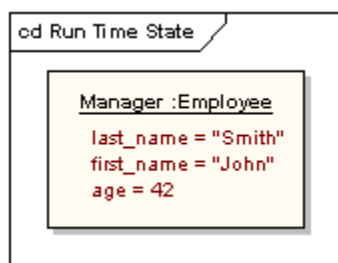 cd Run Time State
Manager :Employee
last_name = "Smith"
first_name = "John"
age = 42